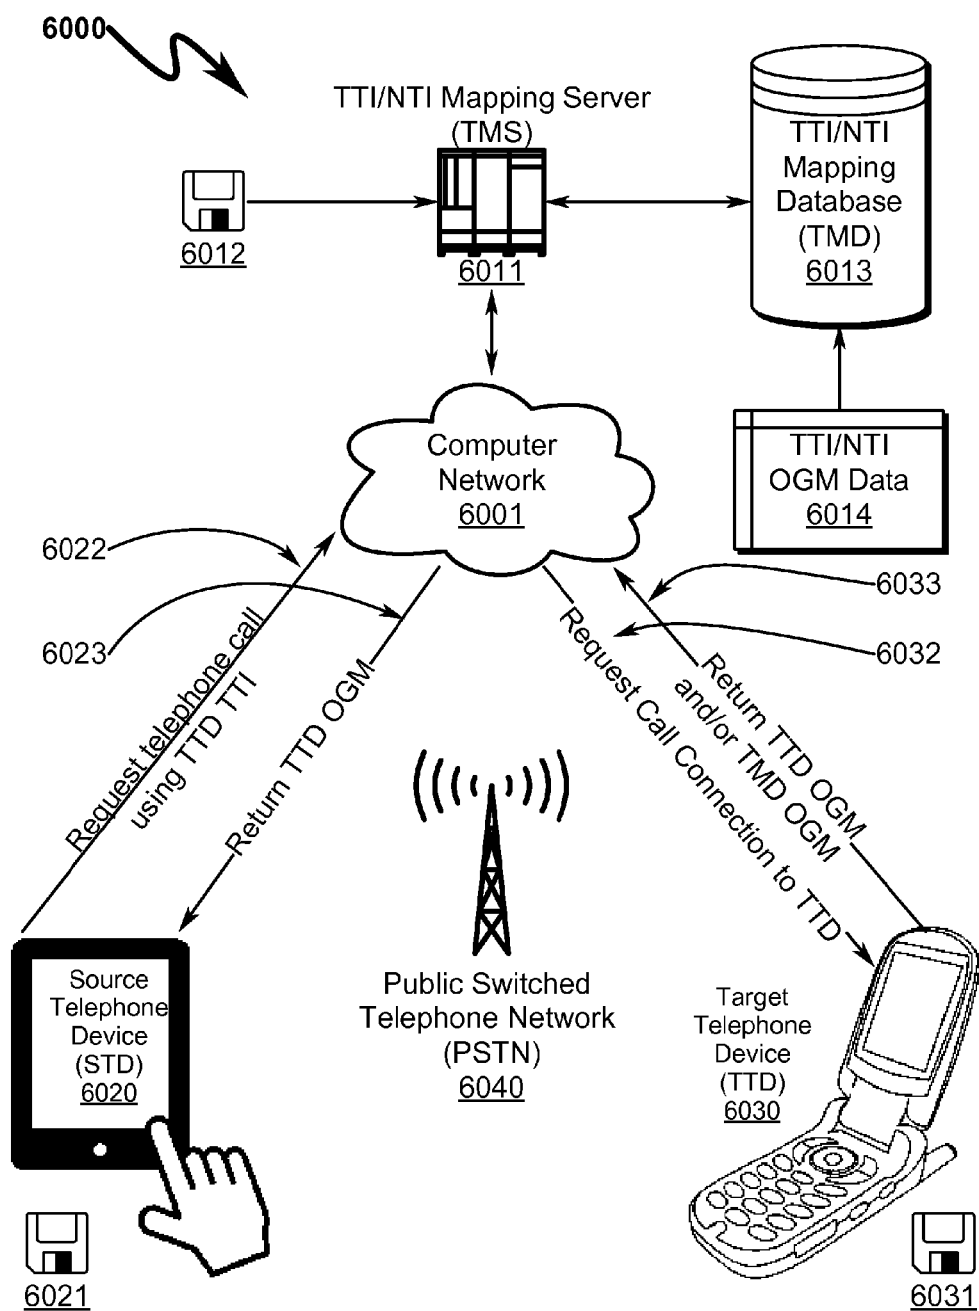 6000
TTI/NTI Mapping Server
(TMS)
6012
6011
TTI/NTI
Mapping
Database
(TMD)
6013
Computer
Network
6001
TTI/NTI
OGM Data
6014
6022
6023
6033
6032
Request telephone call
using TTD TTI
Return TTD OGM
Request Call Connection to TTD
Return TTD OGM
and/or TMD OGM
Source
Telephone
Device
(STD)
6020
Public Switched
Telephone Network
(PSTN)
6040
Target
Telephone
Device
(TTD)
6030
6021
6031